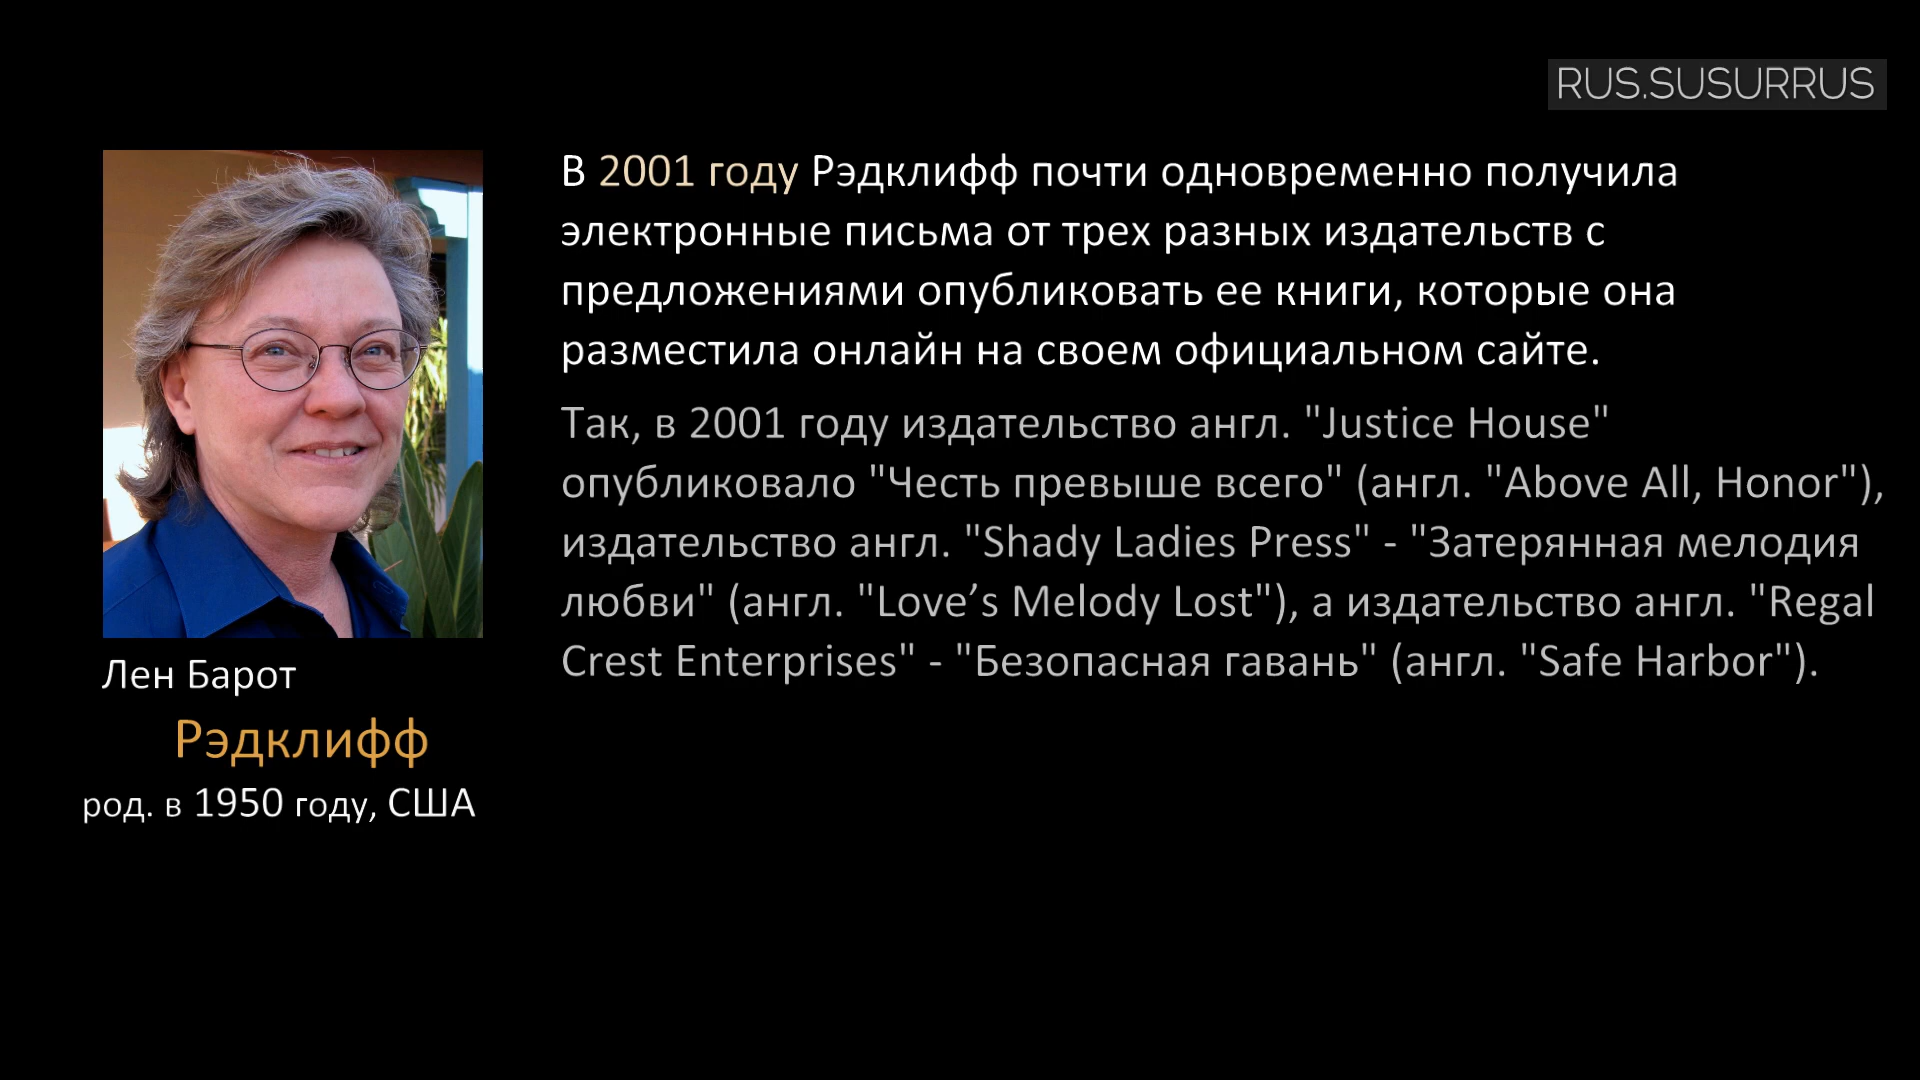 RUS.SUSURRUS
В 2001 году Рэдклифф почти одновременно получила
электронные письма от трех разных издательств с
предложениями опубликовать ее книги, которые она
разместила онлайн на своем официальном сайте.
Так, в 2001 году издательство англ. "Justice House"
опубликовало "Честь превыше всего" (англ. "Above All, Honor"),
издательство англ. "Shady Ladies Press" - "Затерянная мелодия
любви" (англ. "Love’s Melody Lost"), а издательство англ. "Regal
Crest Enterprises" - "Безопасная гавань" (англ. "Safe Harbor").
Лен Барот
Рэдклифф
род. в 1950 году, США